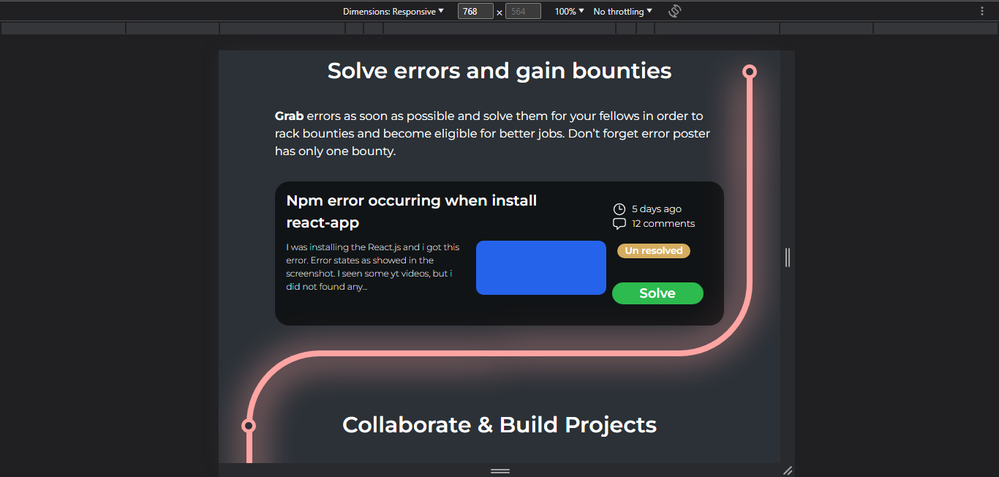 Dimensions: Responsive ▼ 768 x 564 100% ▼ No throttling ▼
Solve errors and gain bounties
Grab errors as soon as possible and solve them for your fellows in order to
rack bounties and become eligible for better jobs. Don't forget error poster
has only one bounty.
Npm error occurring when install
react-app
5 days ago
12 comments
I was installing the React.js and i got this
error. Error states as showed in the
screenshot. I seen some yt videos, but i
did not found any...
Un resolved
Solve
Collaborate & Build Projects